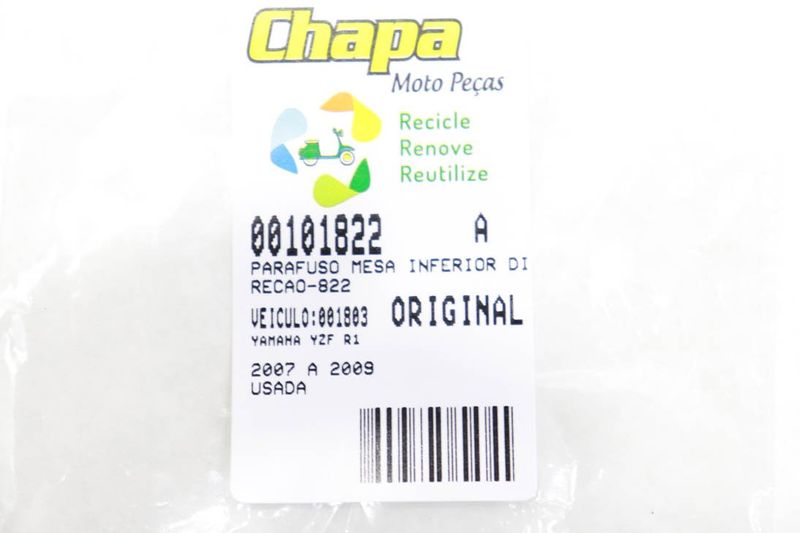 Chapa
Moto Peças
Recicle
Renove
Reutilize
00101822 A
PARAFUSO MESA INFERIOR DI
RECAO-822
VEICULO:001803 ORIGINAL
YAMAHA YZF R1
2007 A 2009
USADA